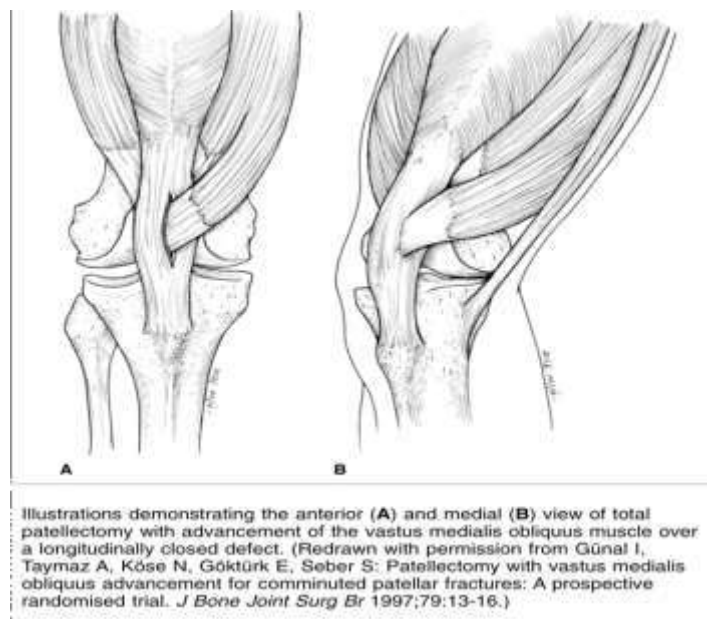 A
B
Illustrations demonstrating the anterior (A) and medial (B) view of total
patellectomy with advancement of the vastus medialis obliquus muscle over
a longitudinally closed defect. (Redrawn with permission from Günal I,
Taymaz A, Köse N, Göktürk E, Seber S: Patellectomy with vastus medialis
obliquus advancement for comminuted patellar fractures: A prospective
randomised trial. J Bone Joint Surg Br 1997;79:13-16.)